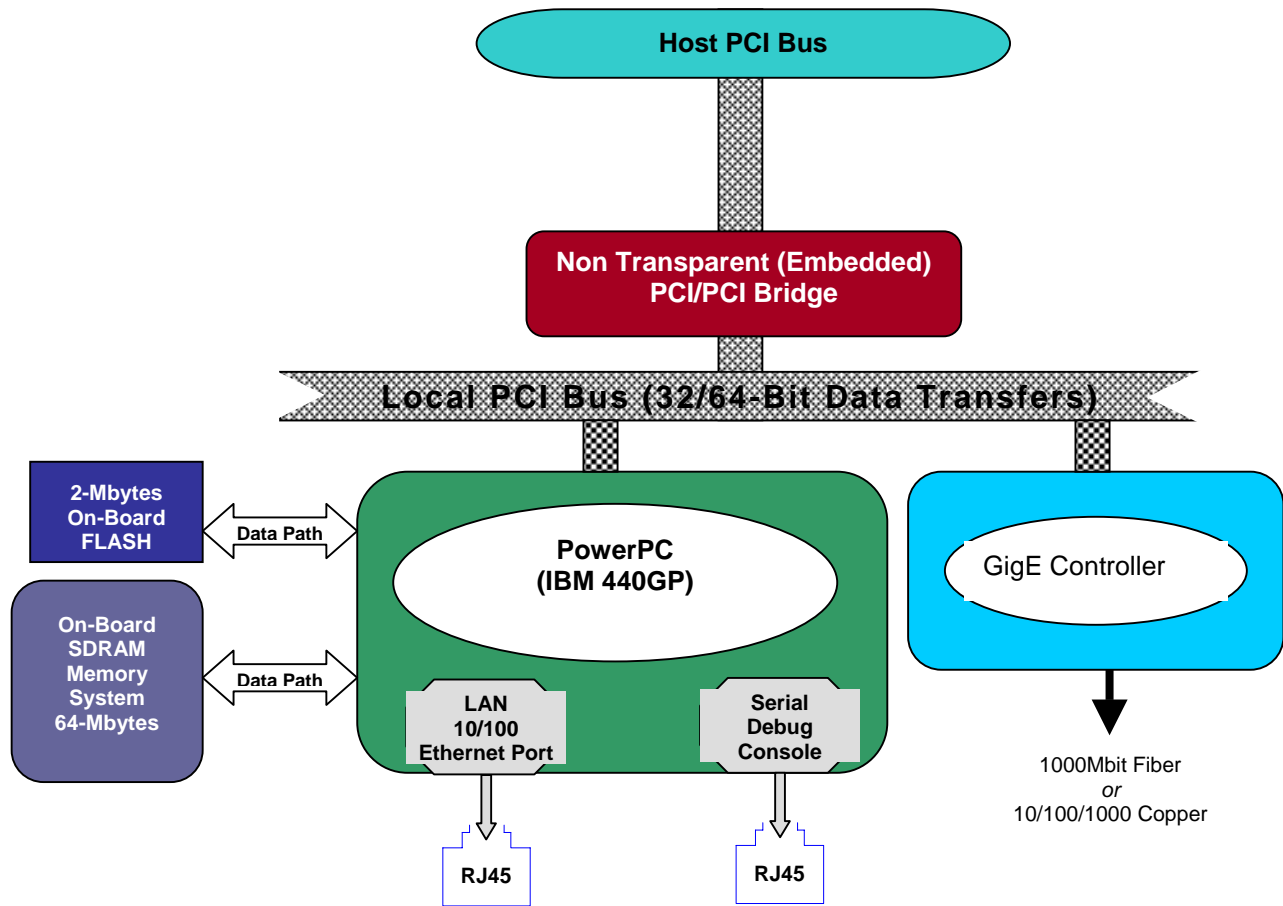 Host PCI Bus
Non Transparent (Embedded)
PCI/PCI Bridge
Local PCI Bus (32/64-Bit Data Transfers)
2-Mbytes
On-Board
FLASH
Data Path
PowerPC
(IBM 440GP)
GigE Controller
On-Board
SDRAM
Memory
System
64-Mbytes
Data Path
LAN
10/100
Ethernet Port
Serial
Debug
Console
1000Mbit Fiber
or
10/100/1000 Copper
RJ45
RJ45